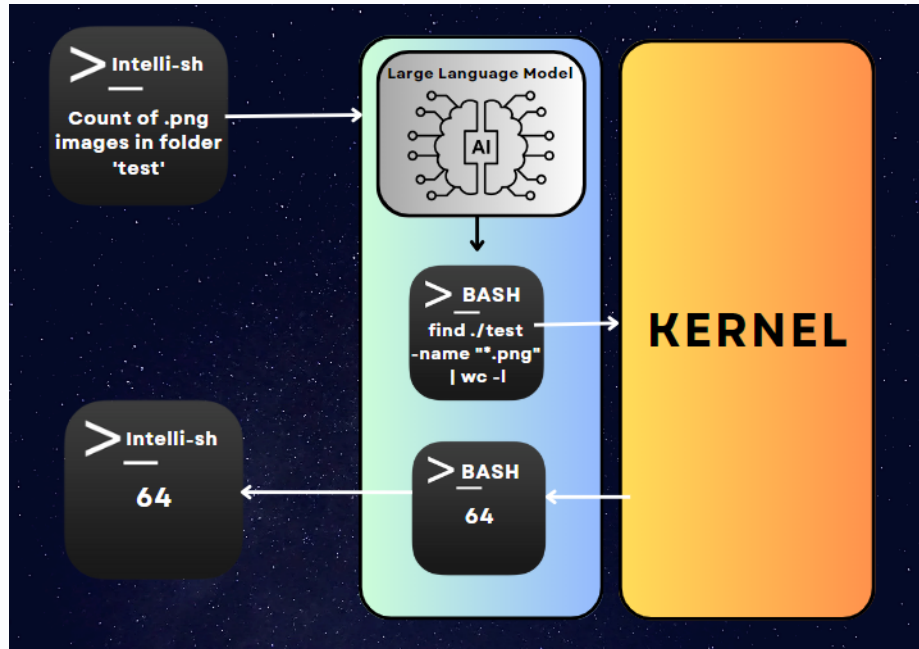 > Intelli-sh
Count of .png
images in folder
'test'
Large Language Model
AI
> BASH
find ./test
-name "*.png"
| wc -l
KERNEL
> BASH
64
> Intelli-sh
64